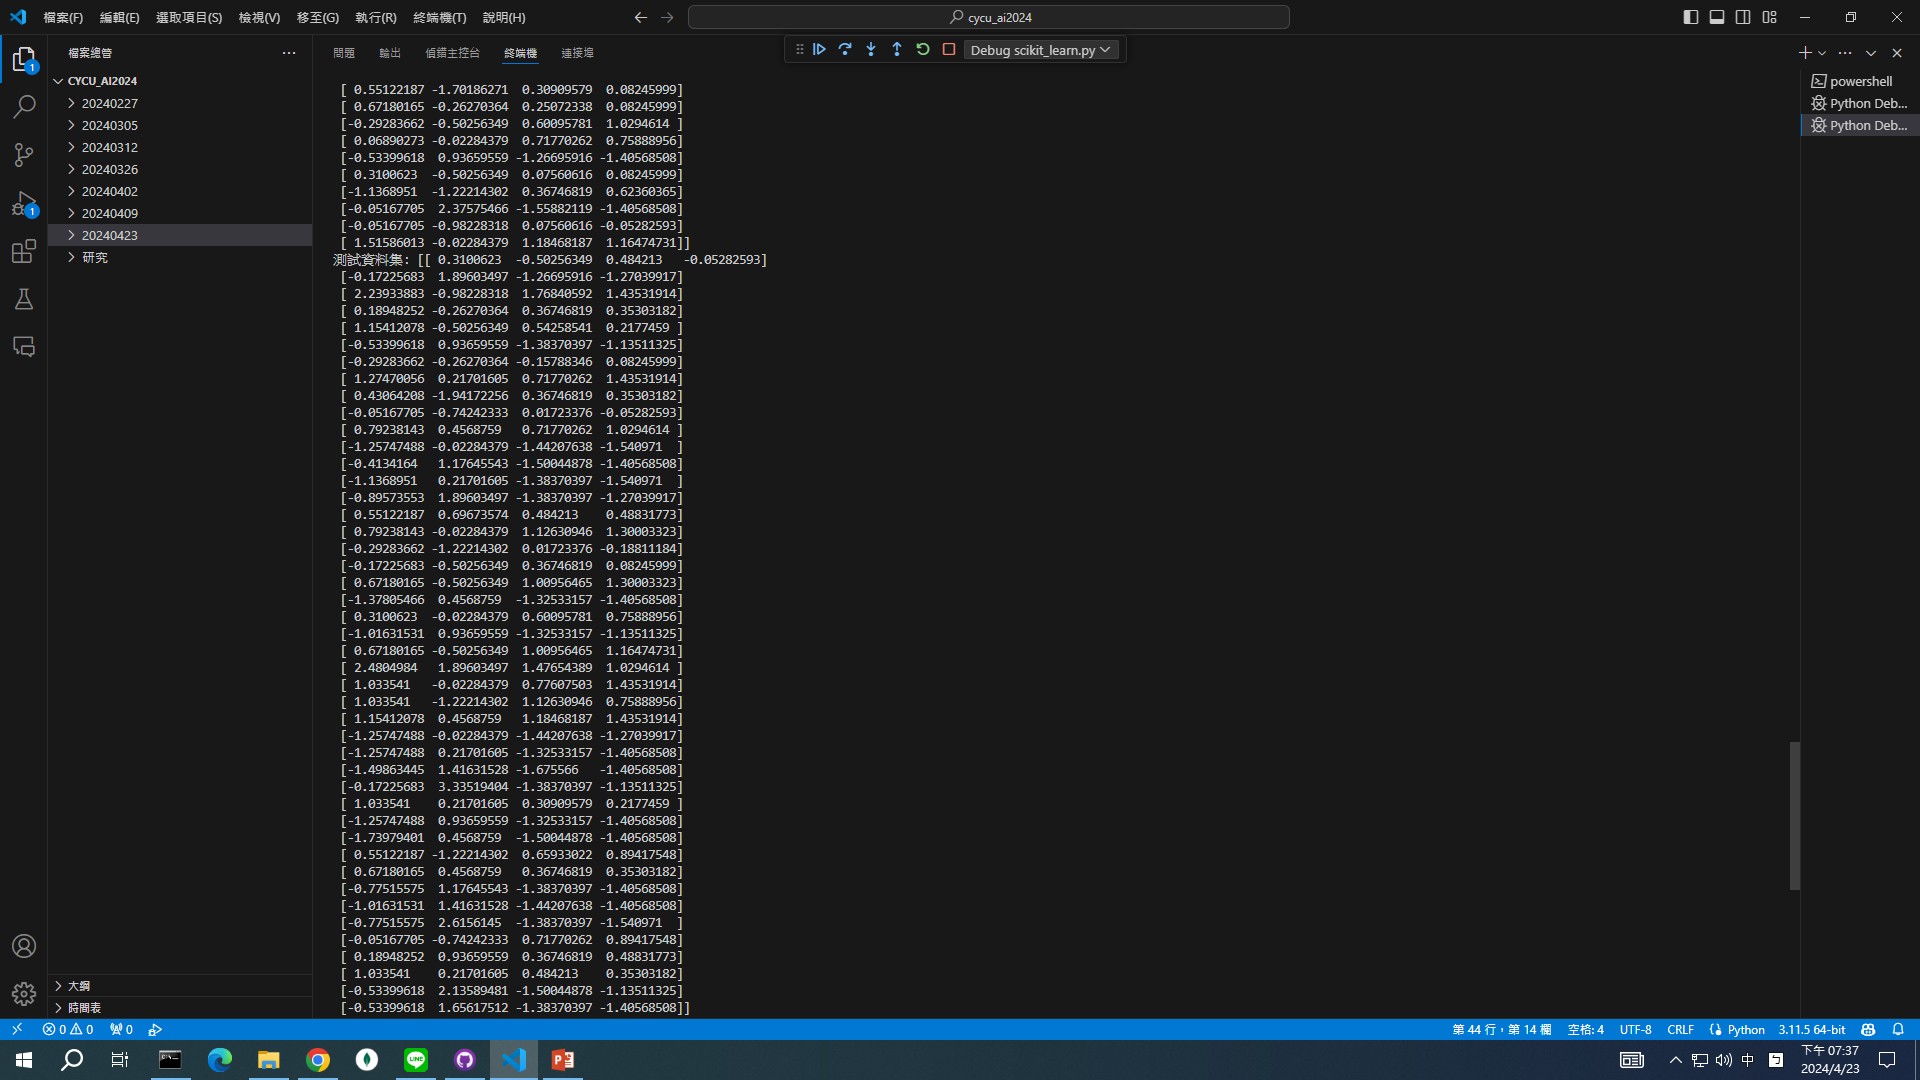 檔案(F) 編輯(E) 選取項目(S) 檢視(V) 移至(G) 執行(R) 終端機(T) 說明(H)
cycu_ai2024
檔案總管
問題 輸出 偵錯主控台 終端機 連接埠
Debug scikit_learn.py
CYCU_AI2024
20240227
20240305
20240312
20240326
20240402
20240409
20240423
研究
大綱
時間表
1
1
[ 0.55122187 -1.70186271  0.30909579  0.08245999]
[ 0.67180165 -0.26270364  0.25072338  0.08245999]
[-0.29283662 -0.50256349  0.60095781  1.0294614 ]
[ 0.06890273 -0.02284379  0.71770262  0.75888956]
[-0.53399618  0.93659559 -1.26695916 -1.40568508]
[ 0.3100623  -0.50256349  0.07560616  0.08245999]
[-1.1368951  -1.22214302  0.36746819  0.62360365]
[-0.05167705  2.37575466 -1.55882119 -1.40568508]
[-0.05167705 -0.98228318  0.07560616 -0.05282593]
[ 1.51586013 -0.02284379  1.18468187  1.16474731]]
測試資料集: [[ 0.3100623  -0.50256349  0.484213   -0.05282593]
[-0.17225683  1.89603497 -1.26695916 -1.27039917]
[ 2.23933883 -0.98228318  1.76840592  1.43531914]
[ 0.18948252 -0.26270364  0.36746819  0.35303182]
[ 1.15412078 -0.50256349  0.54258541  0.2177459 ]
[-0.53399618  0.93659559 -1.38370397 -1.13511325]
[-0.29283662 -0.26270364 -0.15788346  0.08245999]
[ 1.27470056  0.21701605  0.71770262  1.43531914]
[ 0.43064208 -1.94172256  0.36746819  0.35303182]
[-0.05167705 -0.74242333  0.01723376 -0.05282593]
[ 0.79238143  0.4568759   0.71770262  1.0294614 ]
[-1.25747488 -0.02284379 -1.44207638 -1.540971  ]
[-0.4134164   1.17645543 -1.50044878 -1.40568508]
[-1.1368951   0.21701605 -1.38370397 -1.540971  ]
[-0.89573553  1.89603497 -1.38370397 -1.27039917]
[ 0.55122187  0.69673574  0.484213    0.48831773]
[ 0.79238143 -0.02284379  1.12630946  1.30003323]
[-0.29283662 -1.22214302  0.01723376 -0.18811184]
[-0.17225683 -0.50256349  0.36746819  0.08245999]
[ 0.67180165 -0.50256349  1.00956465  1.30003323]
[-1.37805466  0.4568759  -1.32533157 -1.40568508]
[ 0.3100623  -0.02284379  0.60095781  0.75888956]
[-1.01631531  0.93659559 -1.32533157 -1.13511325]
[ 0.67180165 -0.50256349  1.00956465  1.16474731]
[ 2.4804984   1.89603497  1.47654389  1.0294614 ]
[ 1.033541   -0.02284379  0.77607503  1.43531914]
[ 1.033541   -1.22214302  1.12630946  0.75888956]
[ 1.15412078  0.4568759   1.18468187  1.43531914]
[-1.25747488 -0.02284379 -1.44207638 -1.27039917]
[-1.25747488  0.21701605 -1.32533157 -1.40568508]
[-1.49863445  1.41631528 -1.675566   -1.40568508]
[-0.17225683  3.33519404 -1.38370397 -1.13511325]
[ 1.033541    0.21701605  0.30909579  0.2177459 ]
[-1.25747488  0.93659559 -1.32533157 -1.40568508]
[-1.73979401  0.4568759  -1.50044878 -1.40568508]
[ 0.55122187 -1.22214302  0.65933022  0.89417548]
[ 0.67180165  0.4568759   0.36746819  0.35303182]
[-0.77515575  1.17645543 -1.38370397 -1.40568508]
[-1.01631531  1.41631528 -1.44207638 -1.40568508]
[-0.77515575  2.6156145  -1.38370397 -1.540971  ]
[-0.05167705 -0.74242333  0.71770262  0.89417548]
[ 0.18948252  0.93659559  0.36746819  0.48831773]
[ 1.033541    0.21701605  0.484213    0.35303182]
[-0.53399618  2.13589481 -1.50044878 -1.13511325]
[-0.53399618  1.65617512 -1.38370397 -1.40568508]]
powershell
Python Deb...
Python Deb...
0 0 0
第 44 行，第 14 欄 空格: 4 UTF-8 CRLF Python 3.11.5 64-bit
LINE
中
下午 07:37
2024/4/23